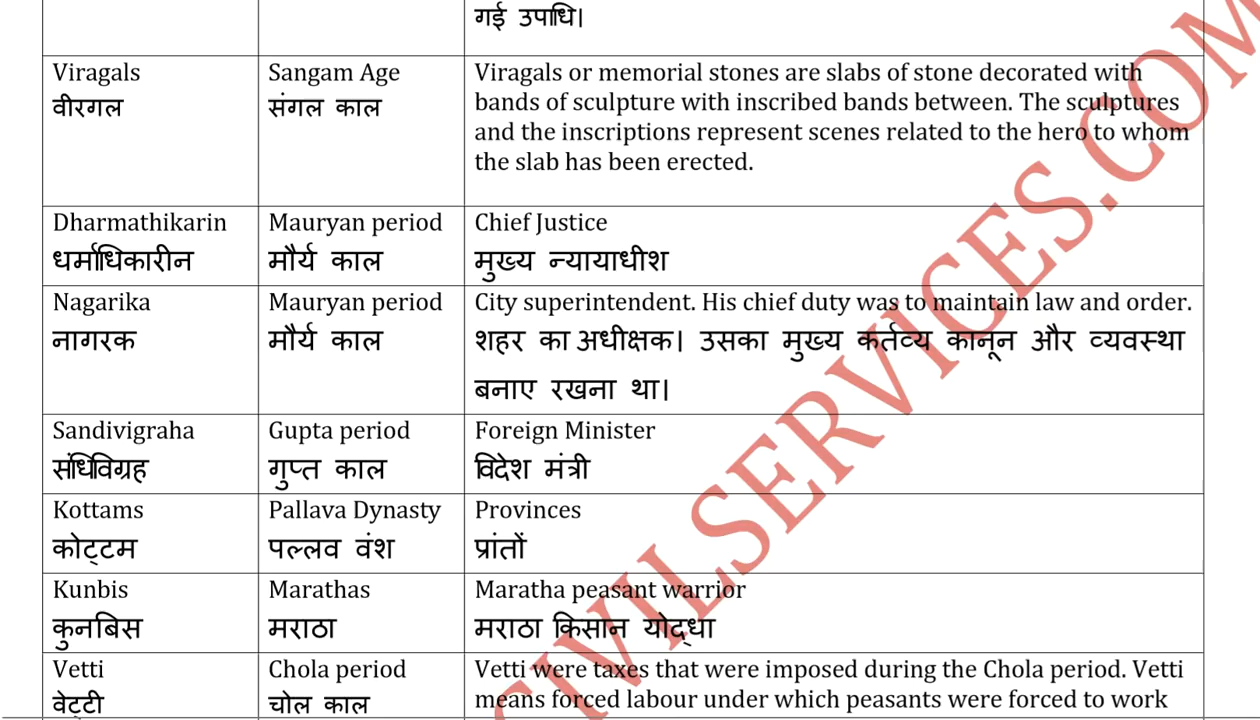 गई उपाधि।
Viragals
वीरगल
Sangam Age
संगल काल
Viragals or memorial stones are slabs of stone decorated with
bands of sculpture with inscribed bands between. The sculptures
and the inscriptions represent scenes related to the hero to whom
the slab has been erected.
Dharmathikarin
धर्माधिकारीन
Mauryan period
मौर्य काल
Chief Justice
मुख्य न्यायाधीश
Nagarika
नागरक
Mauryan period
मौर्य काल
City superintendent. His chief duty was to maintain law and order.
शहर का अधीक्षक। उसका मुख्य कर्तव्य कानून और व्यवस्था
बनाए रखना था।
Sandivigraha
संधिविग्रह
Gupta period
गुप्त काल
Foreign Minister
विदेश मंत्री
Kottams
कोट्टम
Pallava Dynasty
पल्लव वंश
Provinces
प्रांतों
Kunbis
कुनबिस
Marathas
मराठा
Maratha peasant warrior
मराठा किसान योद्धा
Vetti
वेट्टी
Chola period
चोल काल
Vetti were taxes that were imposed during the Chola period. Vetti
means forced labour under which peasants were forced to work
CIVILSERVICES.COM